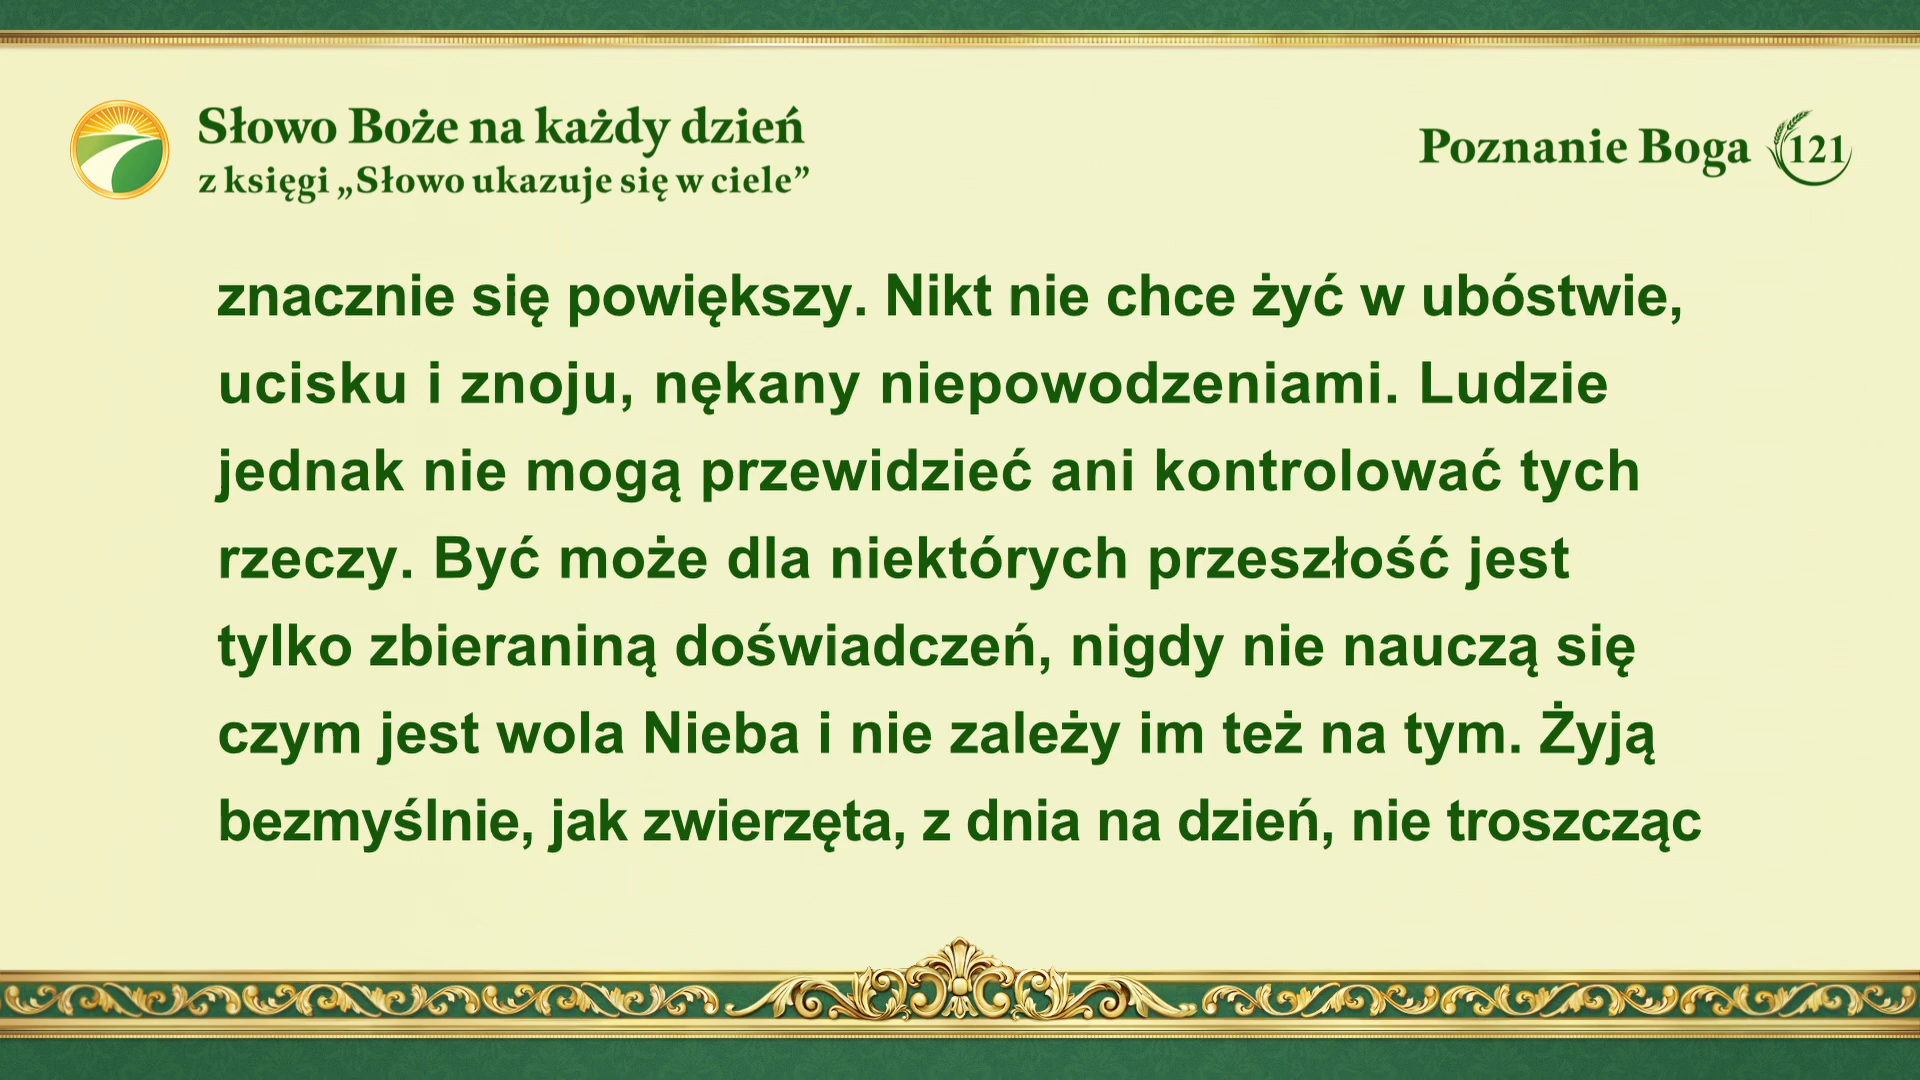 Słowo Boże na każdy dzień
z księgi „Słowo ukazuje się w ciele”
Poznanie Boga 121
znacznie się powiększy. Nikt nie chce żyć w ubóstwie,
ucisku i znoju, nękany niepowodzeniami. Ludzie
jednak nie mogą przewidzieć ani kontrolować tych
rzeczy. Być może dla niektórych przeszłość jest
tylko zbieraniną doświadczeń, nigdy nie nauczą się
czym jest wola Nieba i nie zależy im też na tym. Żyją
bezmyślnie, jak zwierzęta, z dnia na dzień, nie troszcząc